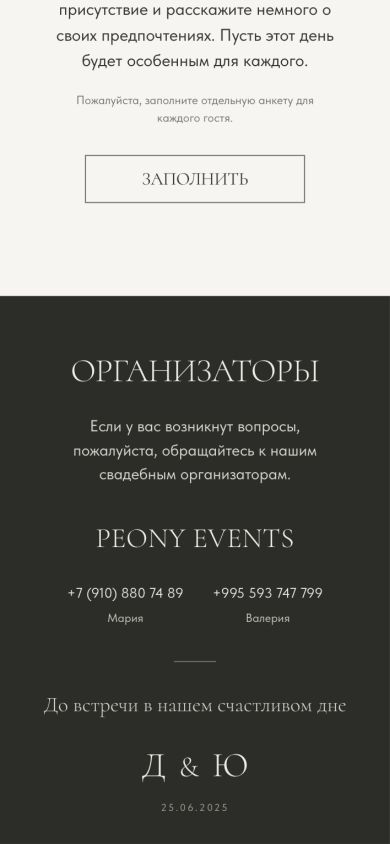 присутствие и расскажите немного о
своих предпочтениях. Пусть этот день
будет особенным для каждого.
Пожалуйста, заполните отдельную анкету для
каждого гостя.
ЗАПОЛНИТЬ
ОРГАНИЗАТОРЫ
Если у вас возникнут вопросы,
пожалуйста, обращайтесь к нашим
свадебным организаторам.
PEONY EVENTS
+7 (910) 880 74 89 +995 593 747 799
Мария Валерия
До встречи в нашем счастливом дне
Д & Ю
25.06.2025